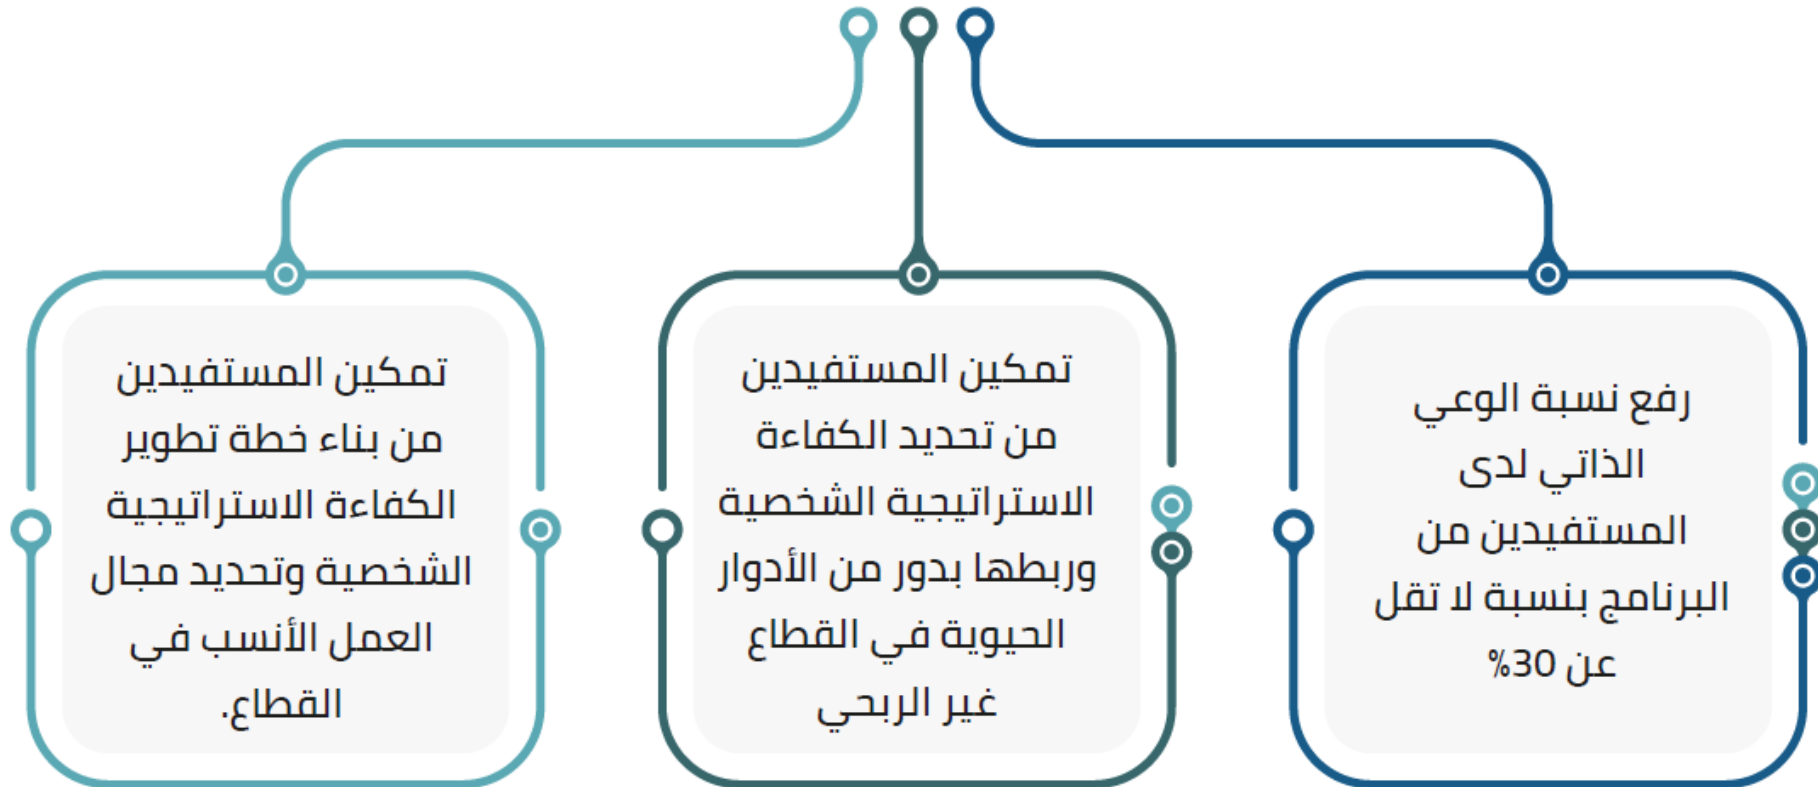 رفع نسبة الوعي
الذاتي لدى
المستفيدين من
البرنامج بنسبة لا تقل
عن 30%
تمكين المستفيدين
من تحديد الكفاءة
الاستراتيجية الشخصية
وربطها بدور من الأدوار
الحيوية في القطاع
غير الربحي
تمكين المستفيدين
من بناء خطة تطوير
الكفاءة الاستراتيجية
الشخصية وتحديد مجال
العمل الأنسب في
القطاع.